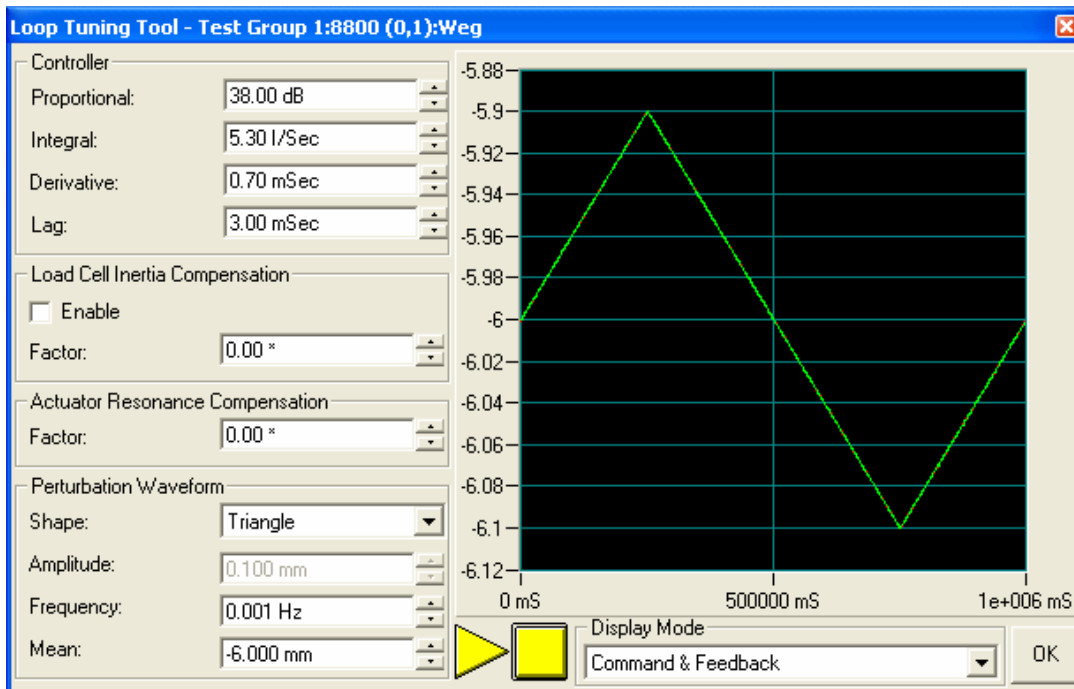 Loop Tuning Tool - Test Group 1:8800 (0,1):Weg
Controller
Proportional: 38.00 dB
Integral: 5.30 I/Sec
Derivative: 0.70 mSec
Lag: 3.00 mSec
Load Cell Inertia Compensation
Enable
Factor: 0.00 *
Actuator Resonance Compensation
Factor: 0.00 *
Perturbation Waveform
Shape: Triangle
Amplitude: 0.100 mm
Frequency: 0.001 Hz
Mean: -6.000 mm
-5.88
-5.9
-5.92
-5.94
-5.96
-5.98
-6
-6.02
-6.04
-6.06
-6.08
-6.1
-6.12
0 mS 500000 mS 1e+006 mS
Display Mode
Command & Feedback
OK